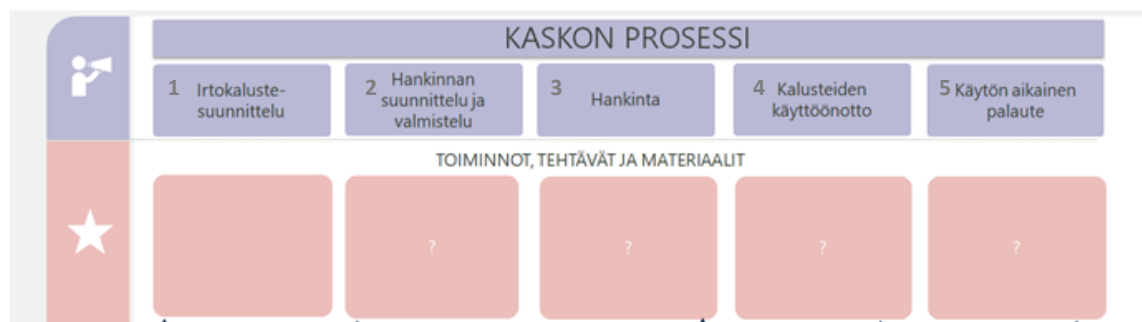 KASKON PROSESSI
1 Irtokaluste-
suunnittelu
2 Hankinnan
suunnittelu ja
valmistelu
3 Hankinta
4 Kalusteiden
käyttöönotto
5 Käytön aikainen
palaute
TOIMINNOT, TEHTÄVÄT JA MATERIAALIT
? ? ? ?